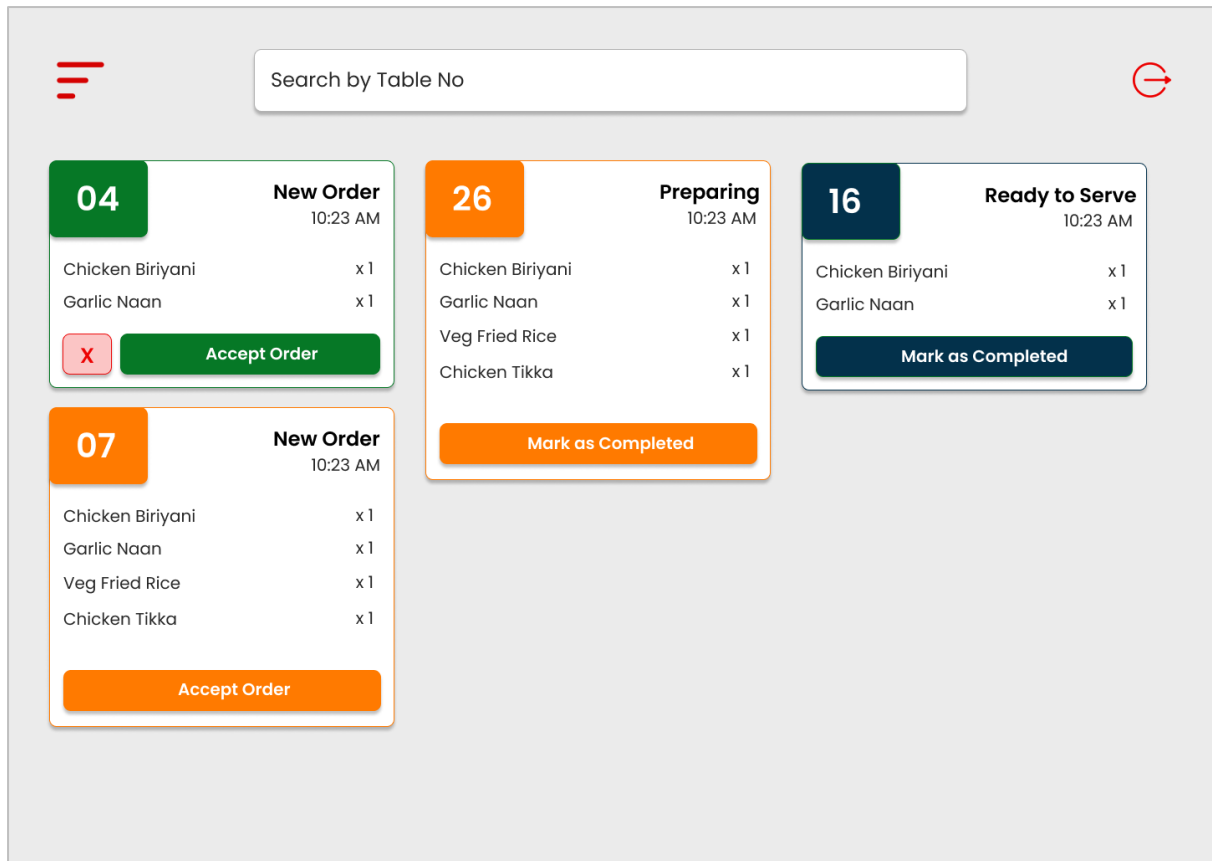 Search by Table No
04
New Order
10:23 AM
Chicken Biriyani x 1
Garlic Naan x 1
X Accept Order
07
New Order
10:23 AM
Chicken Biriyani x 1
Garlic Naan x 1
Veg Fried Rice x 1
Chicken Tikka x 1
Accept Order
26
Preparing
10:23 AM
Chicken Biriyani x 1
Garlic Naan x 1
Veg Fried Rice x 1
Chicken Tikka x 1
Mark as Completed
16
Ready to Serve
10:23 AM
Chicken Biriyani x 1
Garlic Naan x 1
Mark as Completed